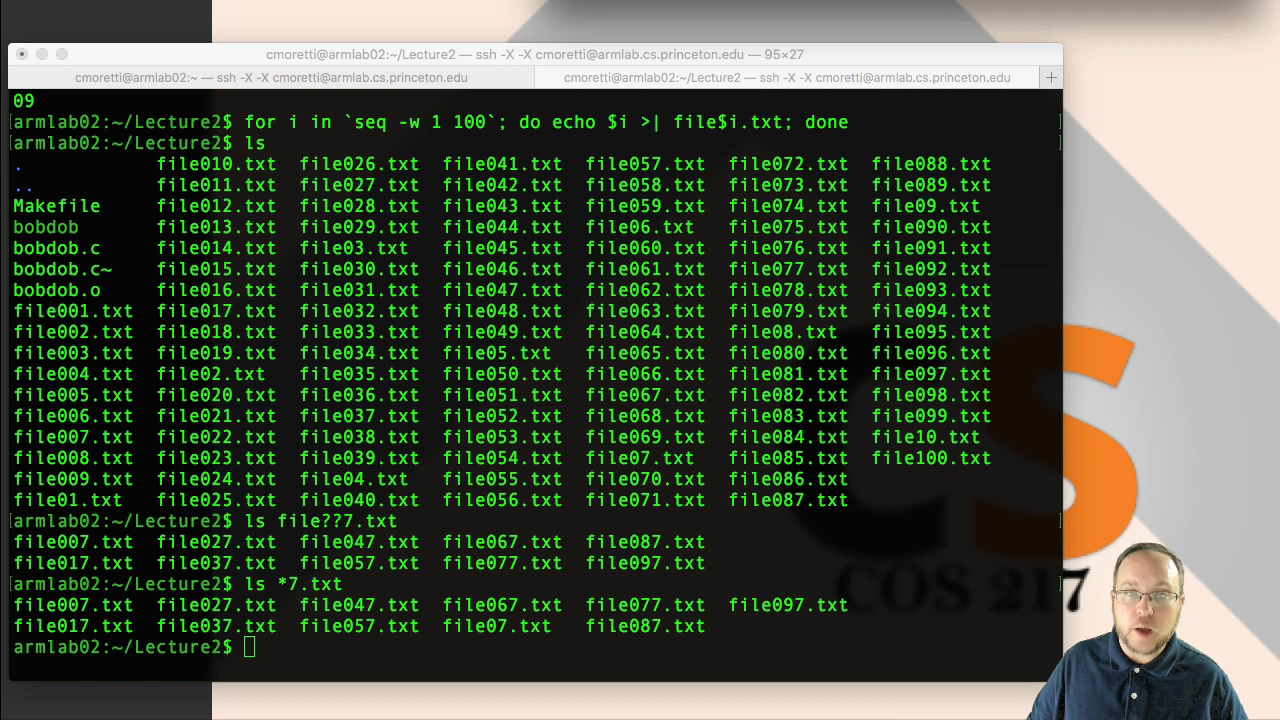 cmoretti@armlab02:~/Lecture2 — ssh -X -X cmoretti@armlab.cs.princeton.edu — 95×27
cmoretti@armlab02:~ — ssh -X -X cmoretti@armlab.cs.princeton.edu cmoretti@armlab02:~/Lecture2 — ssh -X -X cmoretti@armlab.cs.princeton.edu +
09
[armlab02:~/Lecture2$ for i in `seq -w 1 100`; do echo $i >| file$i.txt; done ]
[armlab02:~/Lecture2$ ls ]
. file010.txt file026.txt file041.txt file057.txt file072.txt file088.txt
.. file011.txt file027.txt file042.txt file058.txt file073.txt file089.txt
Makefile file012.txt file028.txt file043.txt file059.txt file074.txt file09.txt
bobdob file013.txt file029.txt file044.txt file06.txt file075.txt file090.txt
bobdob.c file014.txt file03.txt file045.txt file060.txt file076.txt file091.txt
bobdob.c~ file015.txt file030.txt file046.txt file061.txt file077.txt file092.txt
bobdob.o file016.txt file031.txt file047.txt file062.txt file078.txt file093.txt
file001.txt file017.txt file032.txt file048.txt file063.txt file079.txt file094.txt
file002.txt file018.txt file033.txt file049.txt file064.txt file08.txt file095.txt
file003.txt file019.txt file034.txt file05.txt file065.txt file080.txt file096.txt
file004.txt file02.txt file035.txt file050.txt file066.txt file081.txt file097.txt
file005.txt file020.txt file036.txt file051.txt file067.txt file082.txt file098.txt
file006.txt file021.txt file037.txt file052.txt file068.txt file083.txt file099.txt
file007.txt file022.txt file038.txt file053.txt file069.txt file084.txt file10.txt
file008.txt file023.txt file039.txt file054.txt file07.txt file085.txt file100.txt
file009.txt file024.txt file04.txt file055.txt file070.txt file086.txt
file01.txt file025.txt file040.txt file056.txt file071.txt file087.txt
[armlab02:~/Lecture2$ ls file??7.txt ]
file007.txt file027.txt file047.txt file067.txt file087.txt
file017.txt file037.txt file057.txt file077.txt file097.txt
[armlab02:~/Lecture2$ ls *7.txt ]
file007.txt file027.txt file047.txt file067.txt file077.txt file097.txt
file017.txt file037.txt file057.txt file07.txt file087.txt
armlab02:~/Lecture2$
CS
COS 217